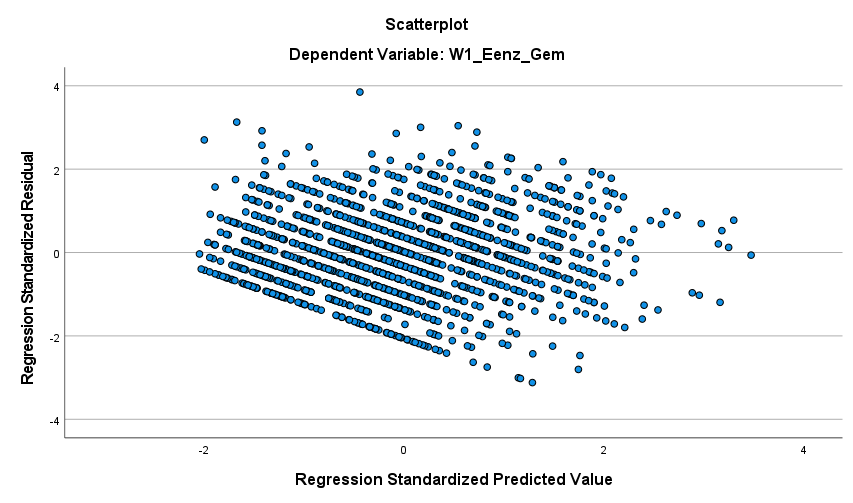 Scatterplot
Dependent Variable: W1_Eenz_Gem
Regression Standardized Residual
4
2
0
-2
-4
-2
0
2
4
Regression Standardized Predicted Value